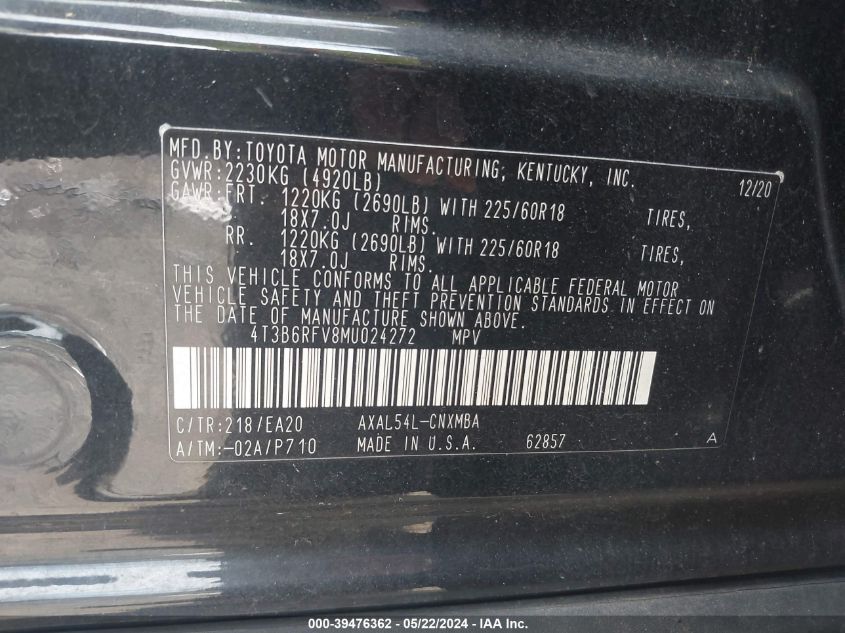 MFD.BY:TOYOTA MOTOR MANUFACTURING, KENTUCKY, INC. 12/20
GVWR:2230KG (4920LB)
GAWR:FRT. 1220KG (2690LB) WITH 225/60R18 TIRES,
18X7.0J RIMS.
RR. 1220KG (2690LB) WITH 225/60R18 TIRES,
18X7.0J RIMS.
THIS VEHICLE CONFORMS TO ALL APPLICABLE FEDERAL MOTOR
VEHICLE SAFETY AND THEFT PREVENTION STANDARDS IN EFFECT ON
THE DATE OF MANUFACTURE SHOWN ABOVE.
4T3B6RFV8MU024272 MPV
C/TR:218/EA20 AXAL54L-CNXMBA
A/TM:-02A/P710 MADE IN U.S.A. 62857 A
000-39476362 - 05/22/2024 - IAA Inc.